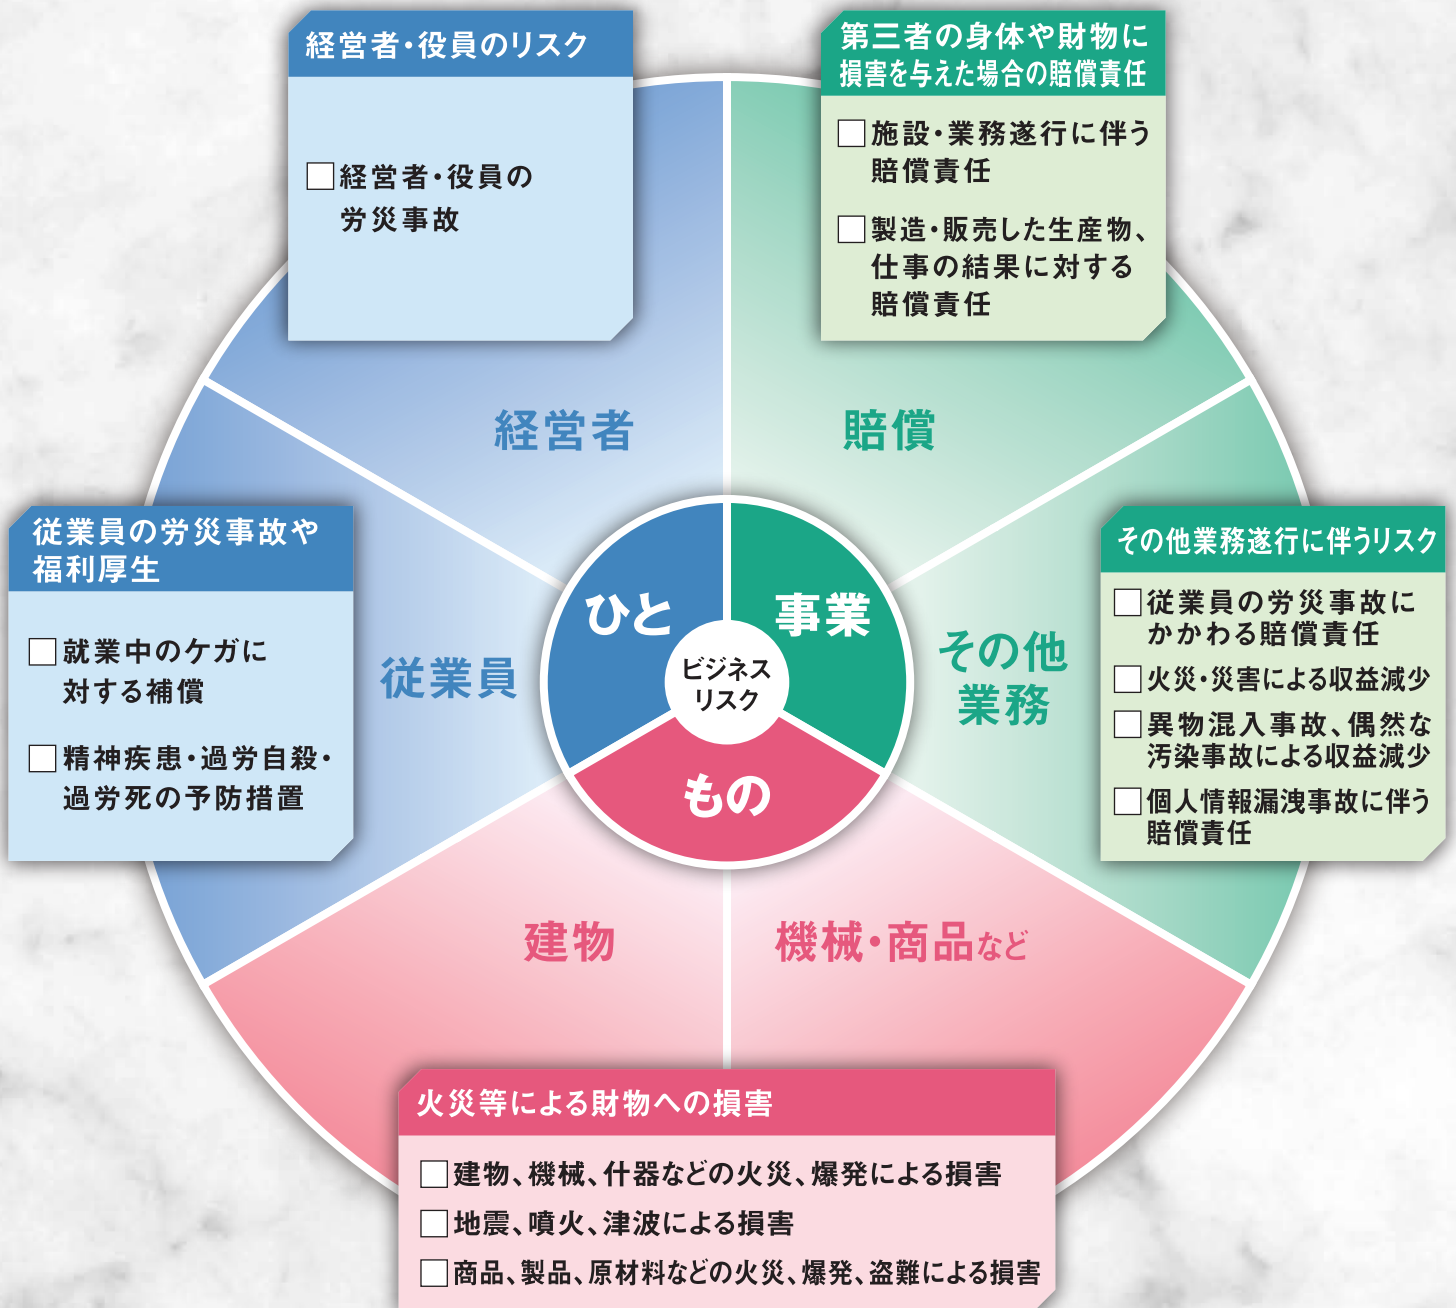 経営者・役員のリスク
□経営者・役員の
労災事故
第三者の身体や財物に
損害を与えた場合の賠償責任
□施設・業務遂行に伴う
賠償責任
□製造・販売した生産物、
仕事の結果に対する
賠償責任
経営者
賠償
従業員の労災事故や
福利厚生
□就業中のケガに
対する補償
□精神疾患・過労自殺・
過労死の予防措置
従業員
ひと
事業
ビジネス
リスク
もの
その他
業務
その他業務遂行に伴うリスク
□従業員の労災事故に
かかわる賠償責任
□火災・災害による収益減少
□異物混入事故、偶然な
汚染事故による収益減少
□個人情報漏洩事故に伴う
賠償責任
建物
機械・商品など
火災等による財物への損害
□建物、機械、什器などの火災、爆発による損害
□地震、噴火、津波による損害
□商品、製品、原材料などの火災、爆発、盗難による損害